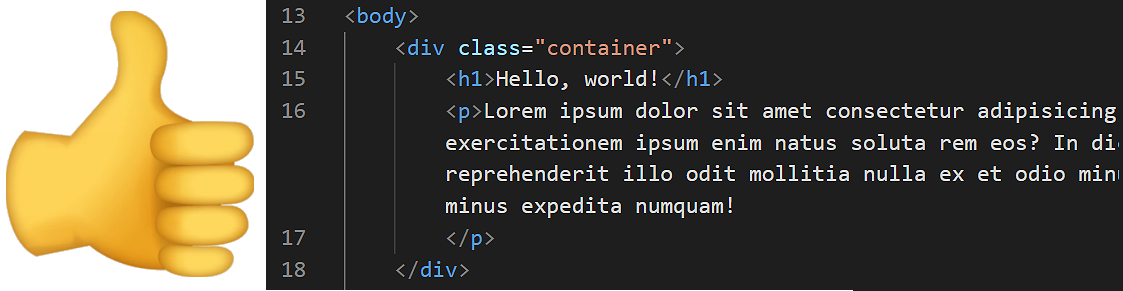 13 <body>
14 <div class="container">
15 <h1>Hello, world!</h1>
16 <p>Lorem ipsum dolor sit amet consectetur adipisicing
exercitationem ipsum enim natus soluta rem eos? In
reprehenderit illo odit mollitia nulla ex et odio
minus expedita numquam!
17 </p>
18 </div>